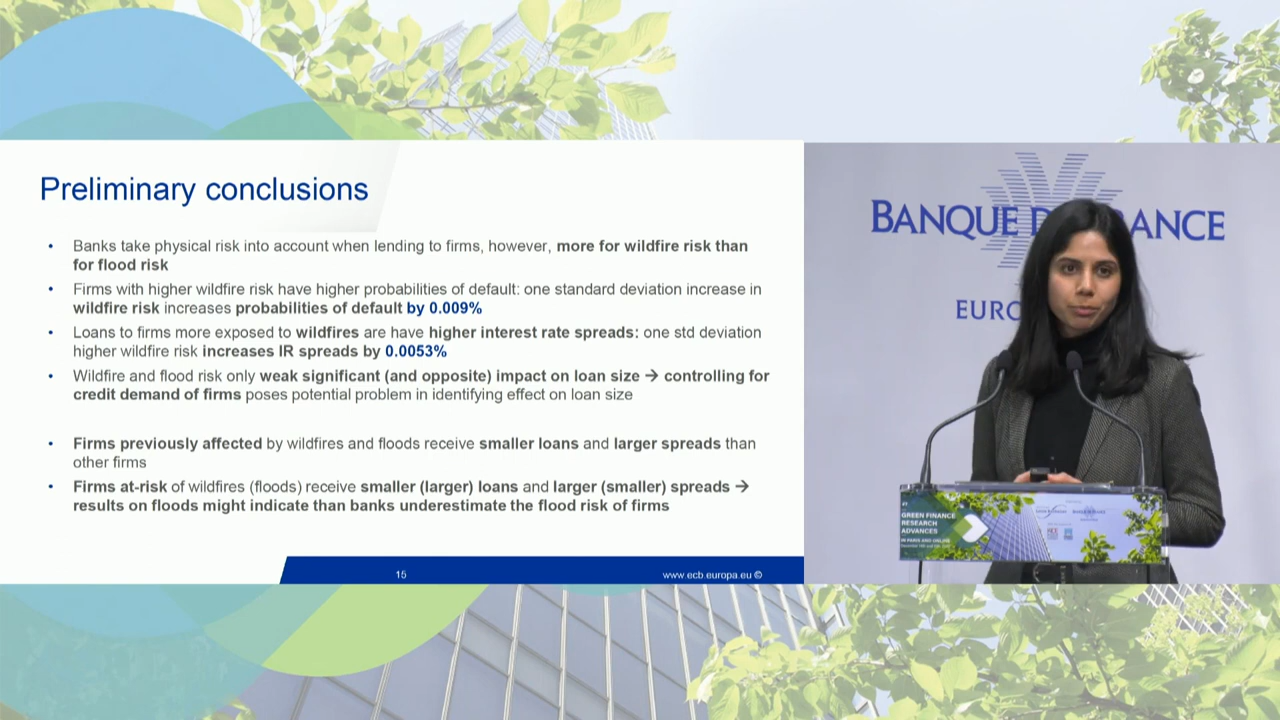 Preliminary conclusions
• Banks take physical risk into account when lending to firms, however, more for wildfire risk than
for flood risk
• Firms with higher wildfire risk have higher probabilities of default: one standard deviation increase in
wildfire risk increases probabilities of default by 0.009%
• Loans to firms more exposed to wildfires are have higher interest rate spreads: one std deviation
higher wildfire risk increases IR spreads by 0.0053%
• Wildfire and flood risk only weak significant (and opposite) impact on loan size → controlling for
credit demand of firms poses potential problem in identifying effect on loan size
• Firms previously affected by wildfires and floods receive smaller loans and larger spreads than
other firms
• Firms at-risk of wildfires (floods) receive smaller (larger) loans and larger (smaller) spreads →
results on floods might indicate than banks underestimate the flood risk of firms
15
www.ecb.europa.eu ©
BANQUE D RANCE
EURO
GREEN FINANCE
RESEARCH
ADVANCES
IN PARIS AND ONLINE